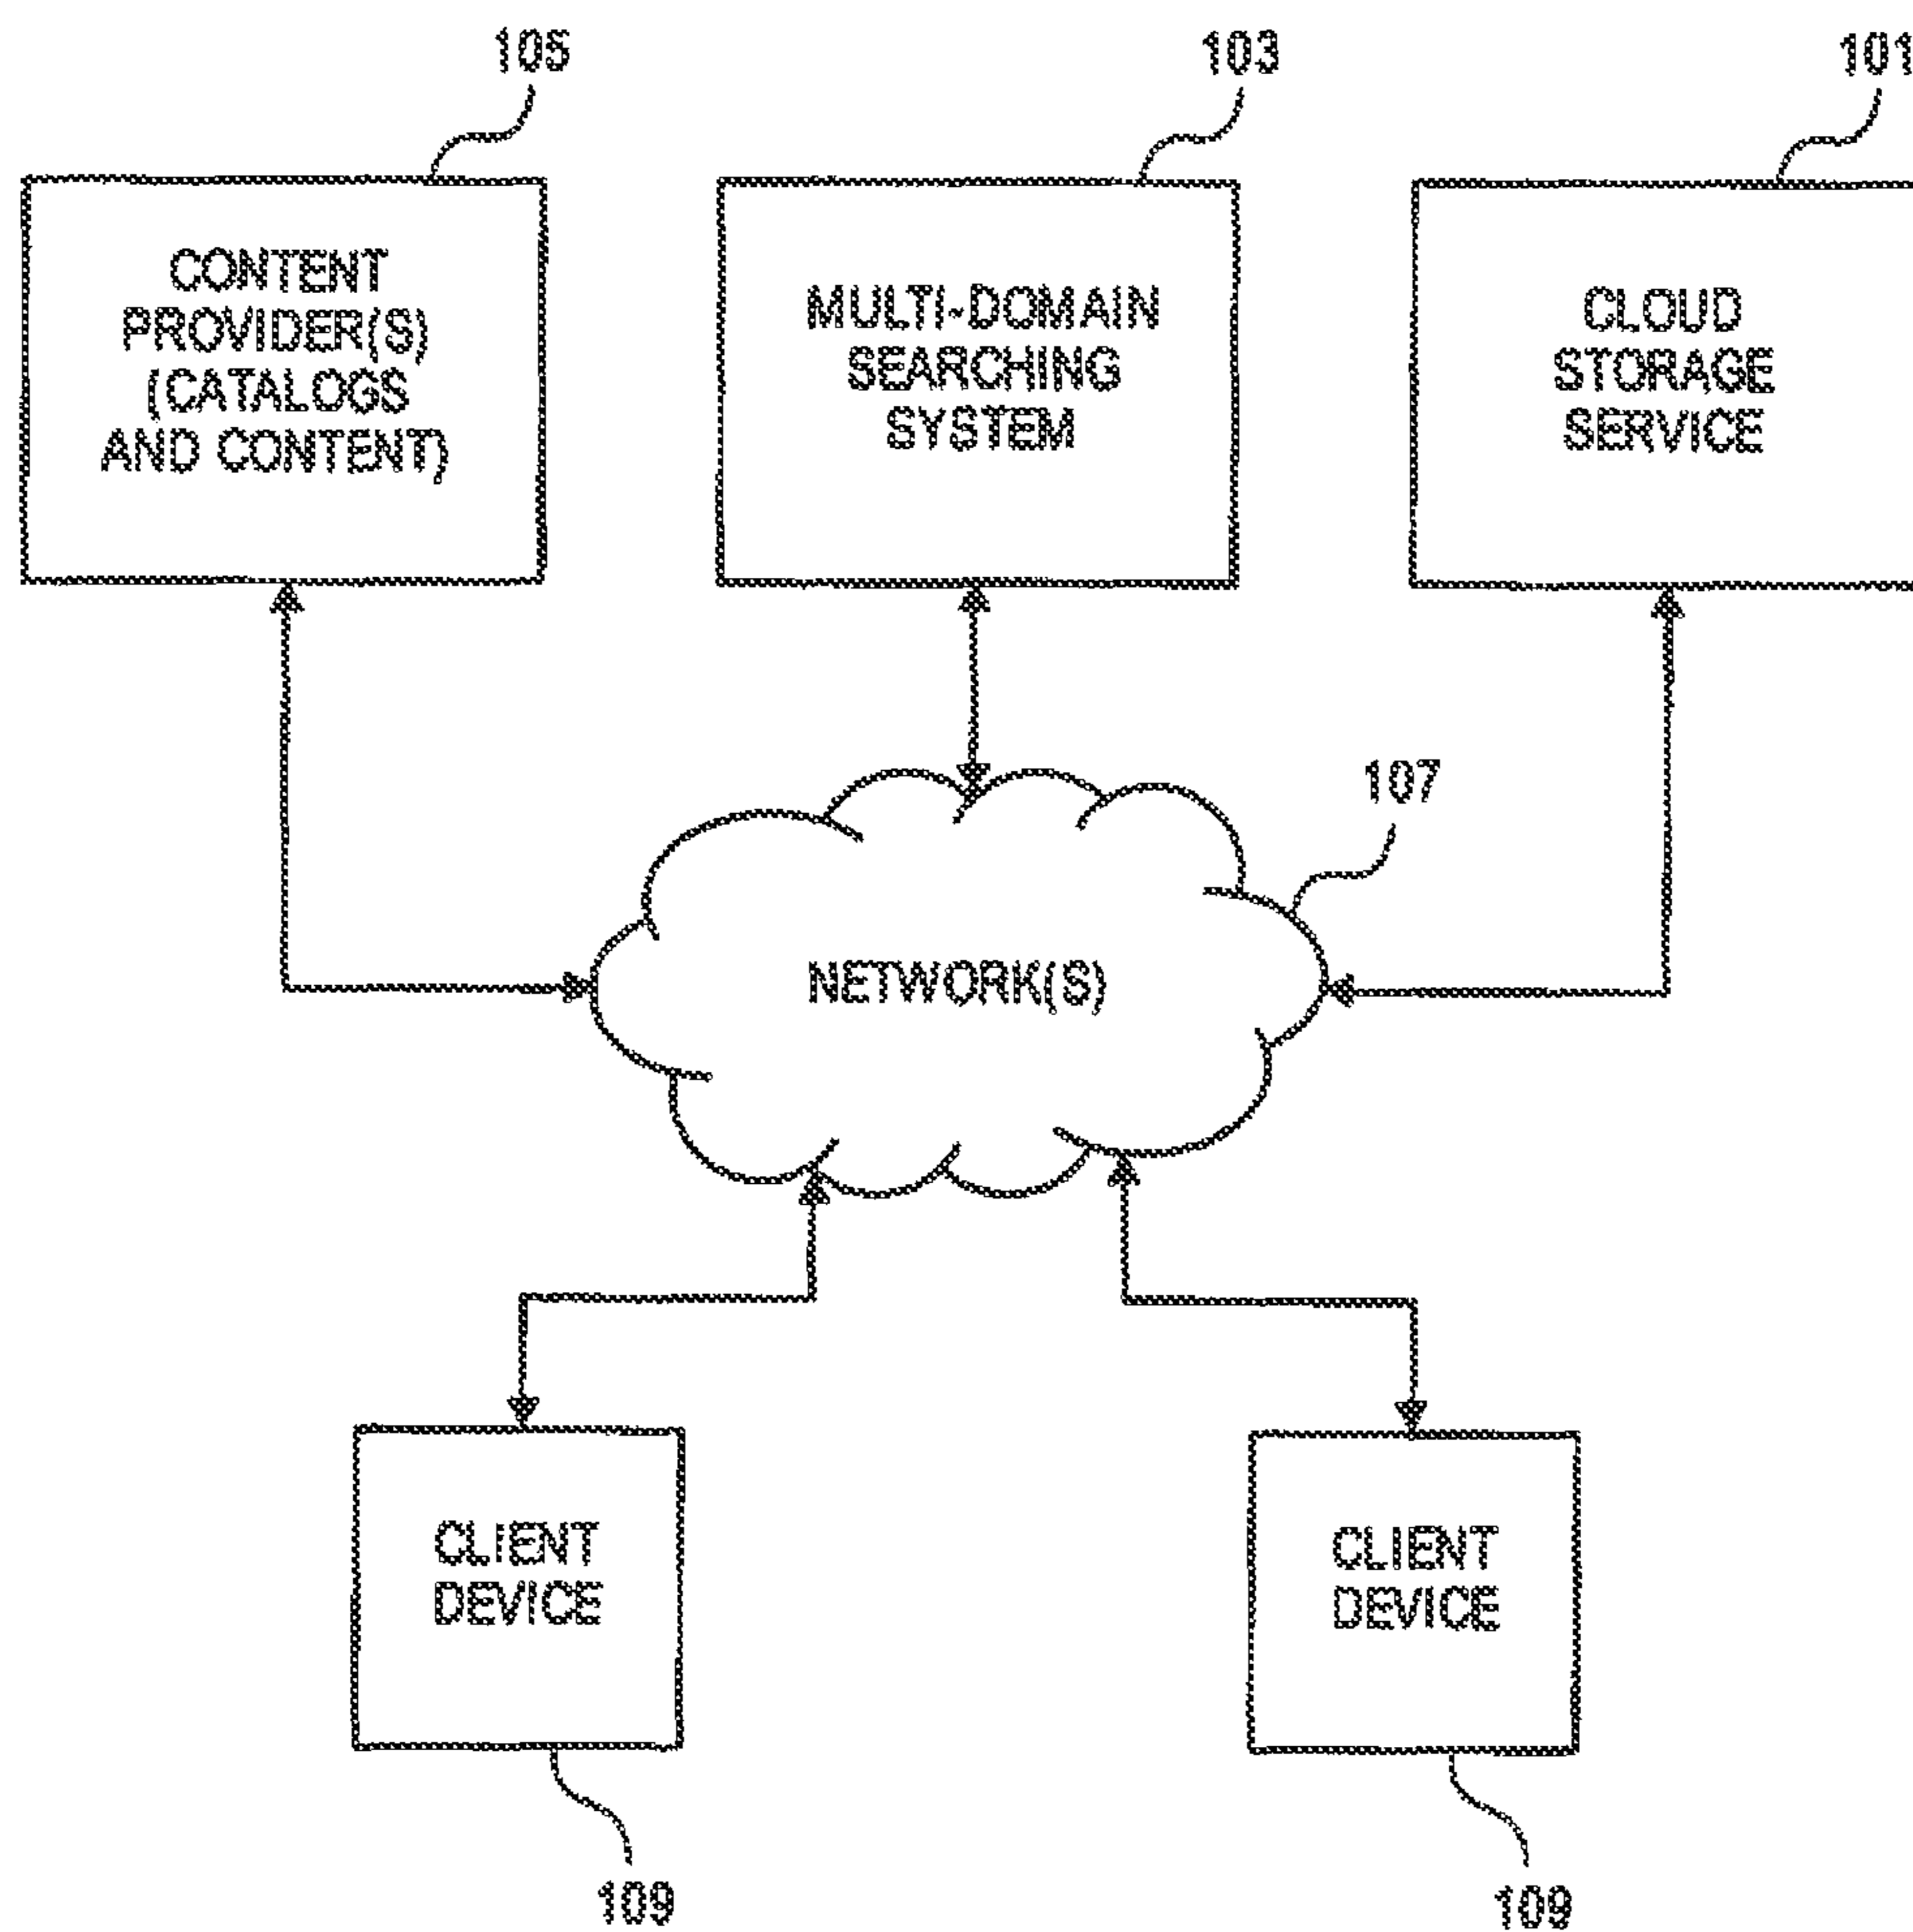 105
103
101
CONTENT
PROVIDER(S)
(CATALOGS
AND CONTENT)
MULTI-DOMAIN
SEARCHING
SYSTEM
CLOUD
STORAGE
SERVICE
107
NETWORK(S)
CLIENT
DEVICE
CLIENT
DEVICE
109
109